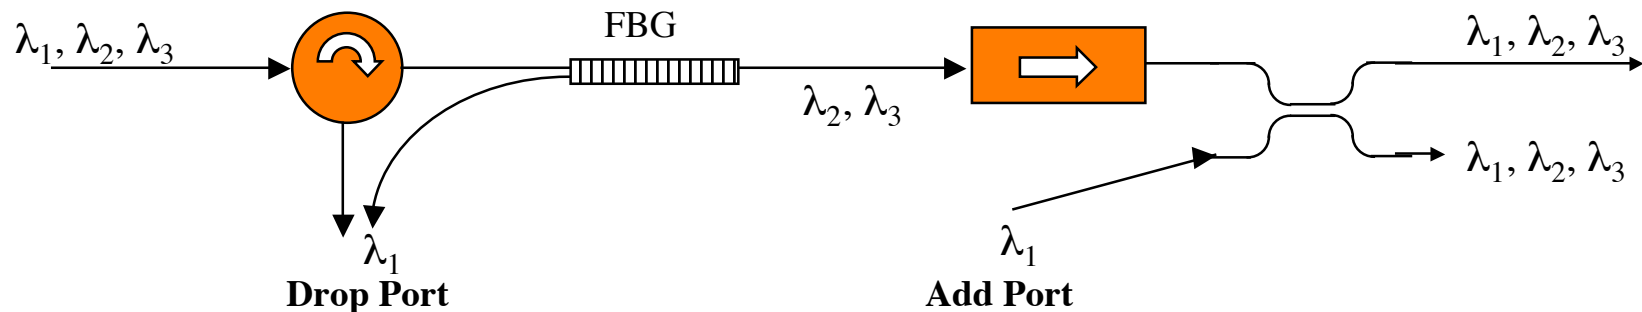 λ₁, λ₂, λ₃
FBG
λ₁, λ₂, λ₃
λ₂, λ₃
λ₁, λ₂, λ₃
λ₁
λ₁
Drop Port
Add Port